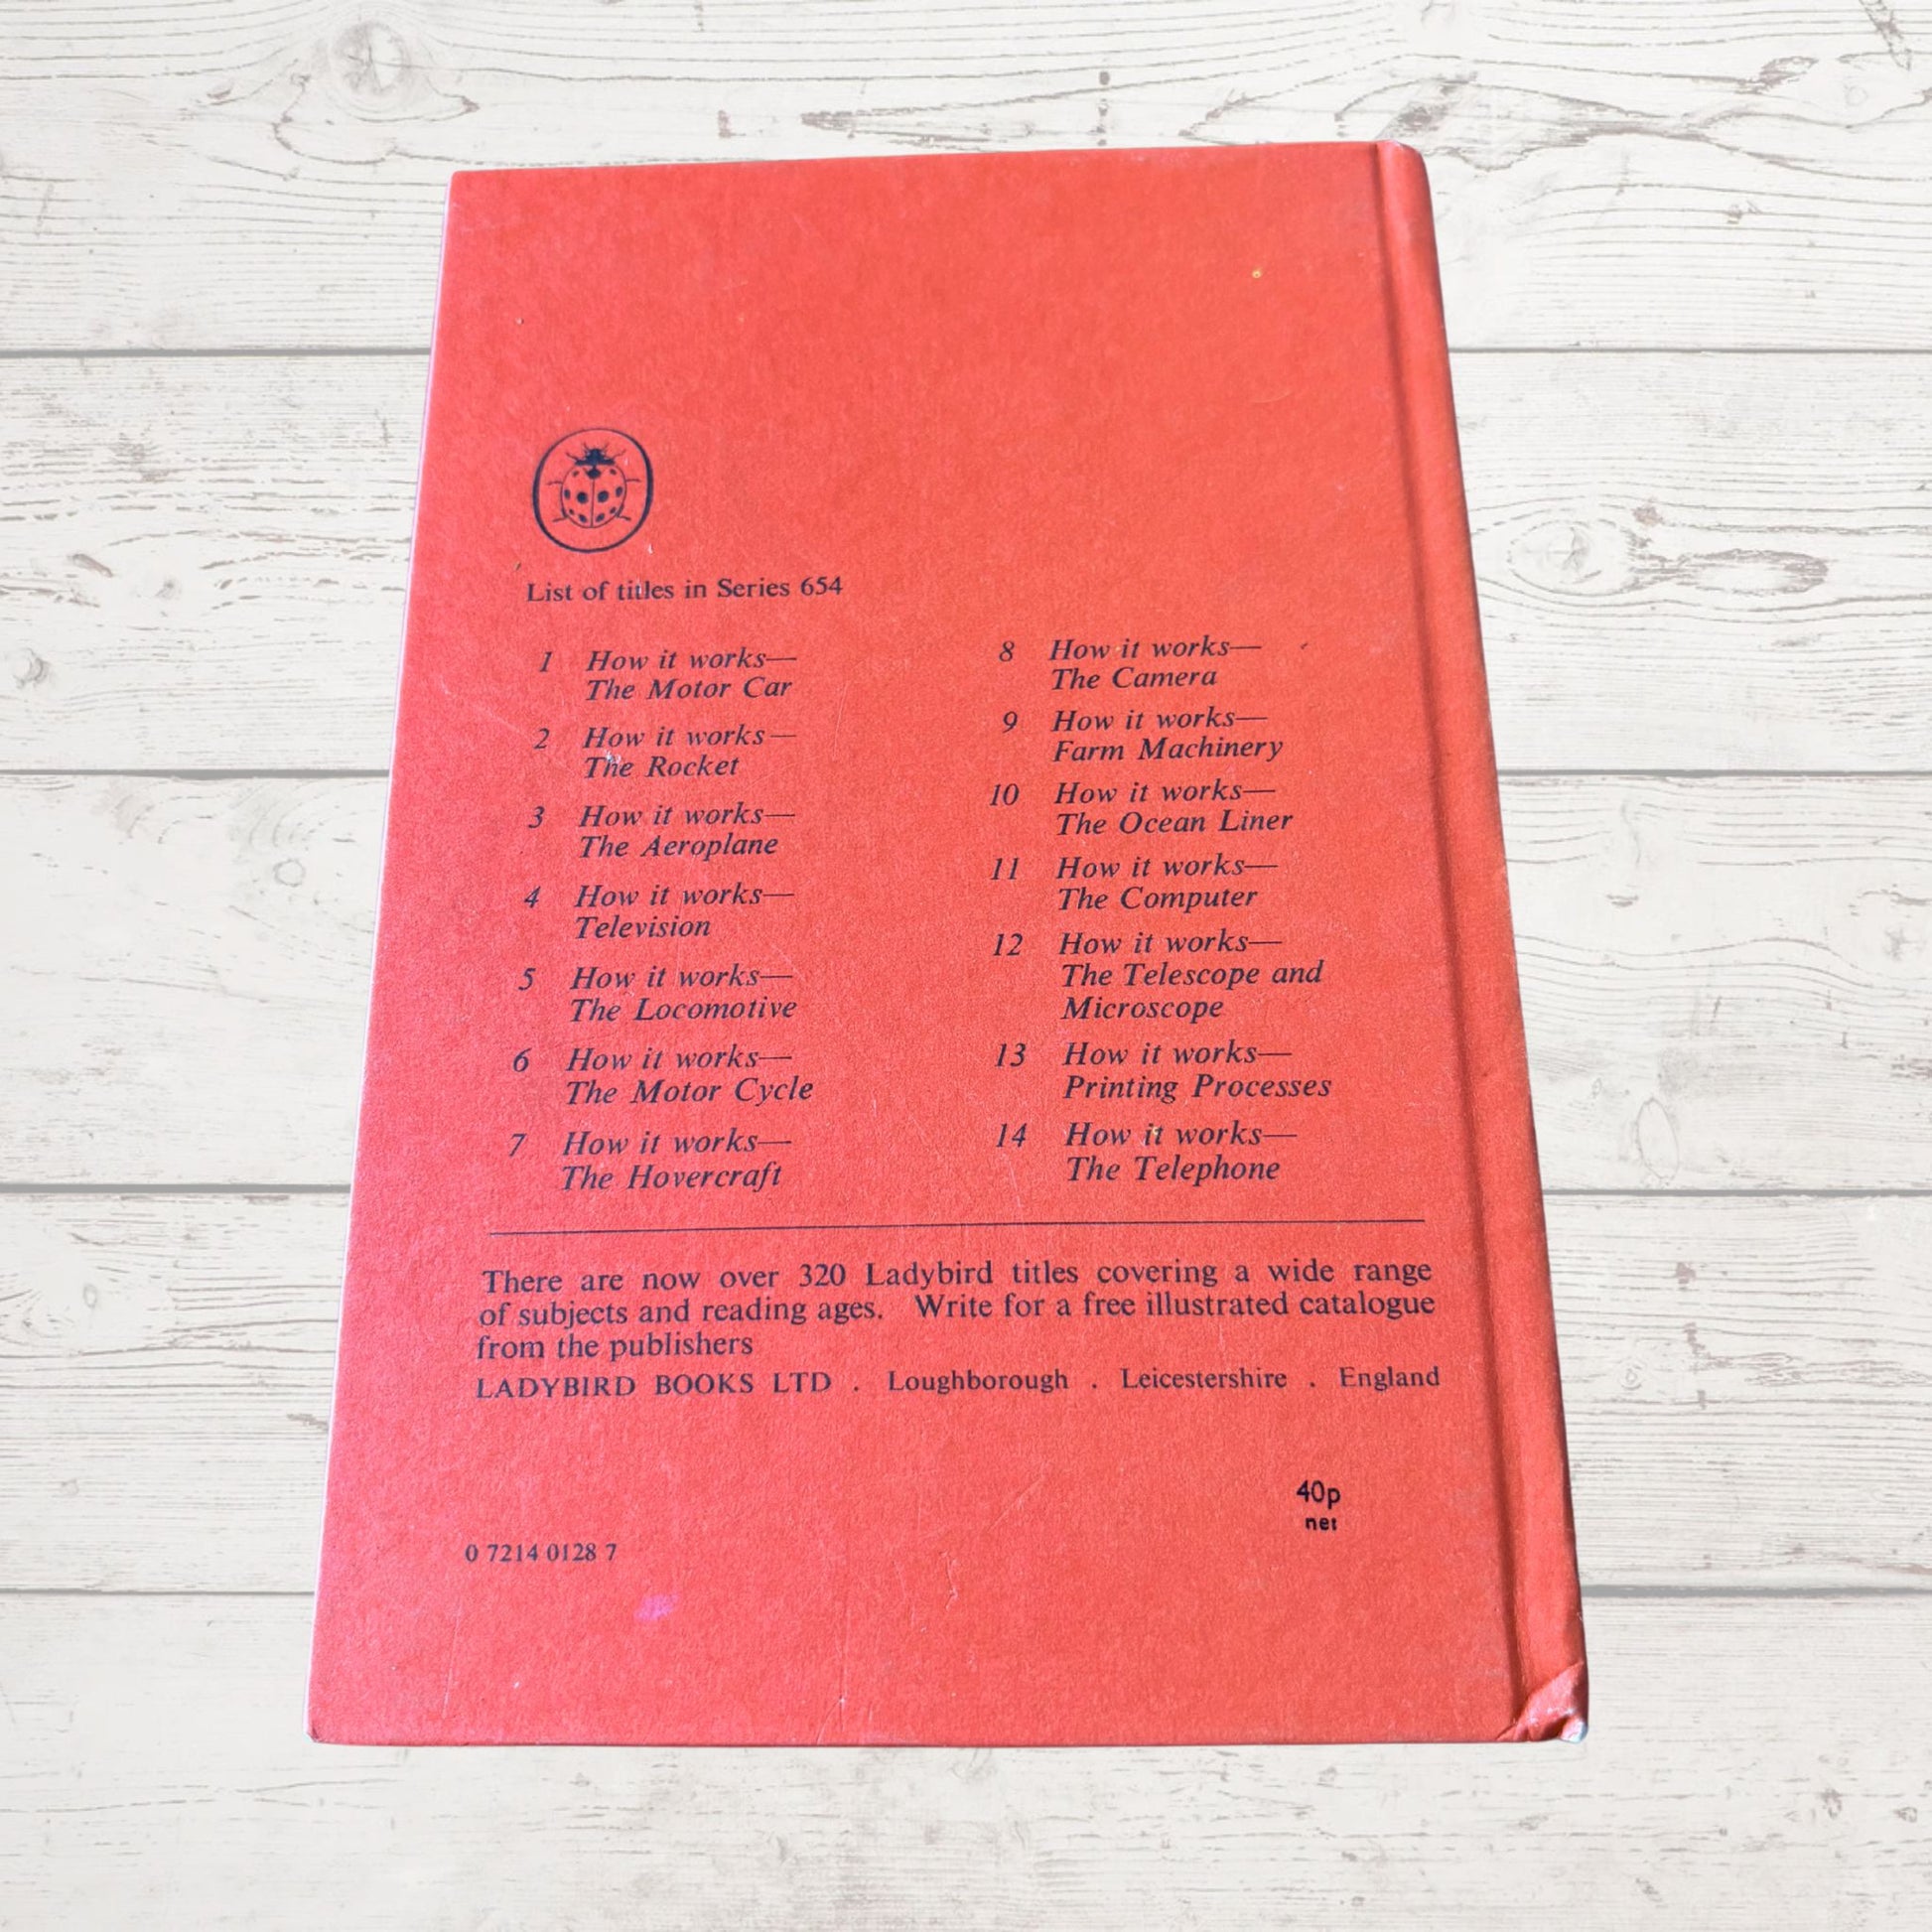 List of titles in Series 654
1 How it works—
The Motor Car
2 How it works—
The Rocket
3 How it works—
The Aeroplane
4 How it works—
Television
5 How it works—
The Locomotive
6 How it works—
The Motor Cycle
7 How it works—
The Hovercraft
8 How it works—
The Camera
9 How it works—
Farm Machinery
10 How it works—
The Ocean Liner
11 How it works—
The Computer
12 How it works—
The Telescope and
Microscope
13 How it works—
Printing Processes
14 How it works—
The Telephone
There are now over 320 Ladybird titles covering a wide range
of subjects and reading ages. Write for a free illustrated catalogue
from the publishers
LADYBIRD BOOKS LTD . Loughborough . Leicestershire . England
40p
net
0 7214 0128 7